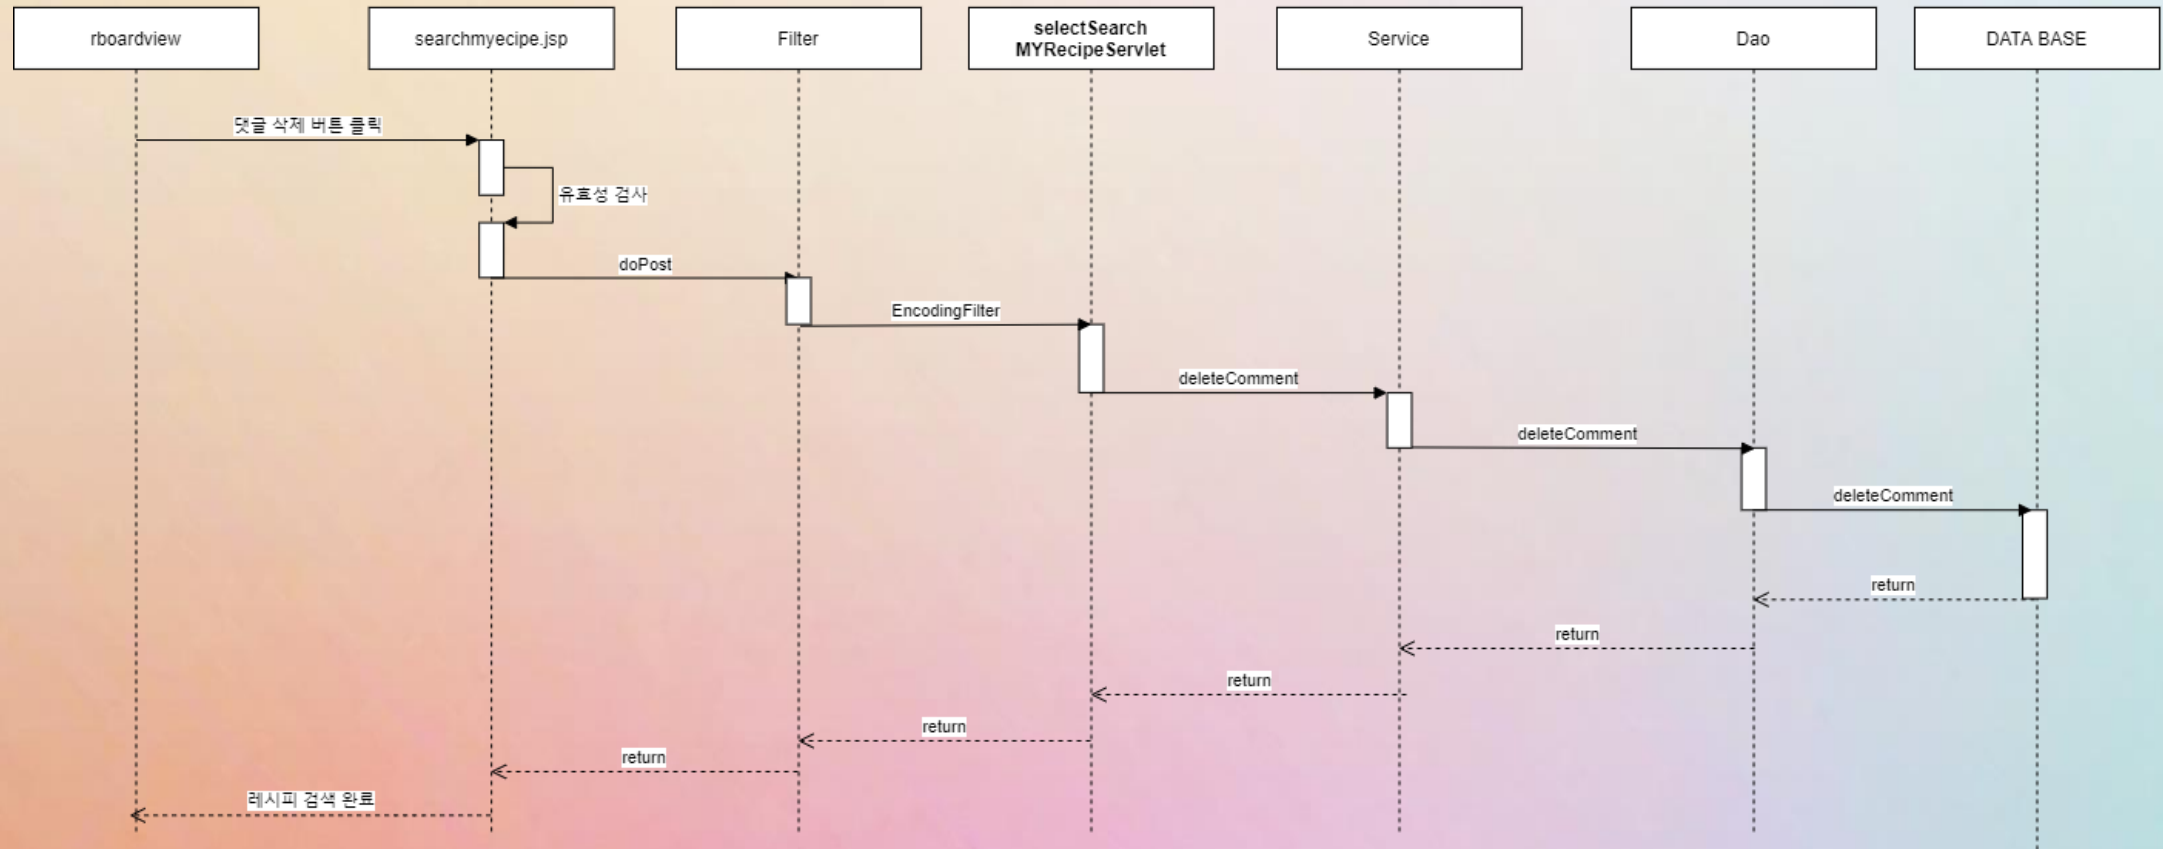 rboardview
searchmyecipe.jsp
Filter
selectSearch
MYRecipeServlet
Service
Dao
DATA BASE
댓글 삭제 버튼 클릭
유효성 검사
doPost
EncodingFilter
deleteComment
deleteComment
deleteComment
return
return
return
return
return
레시피 검색 완료